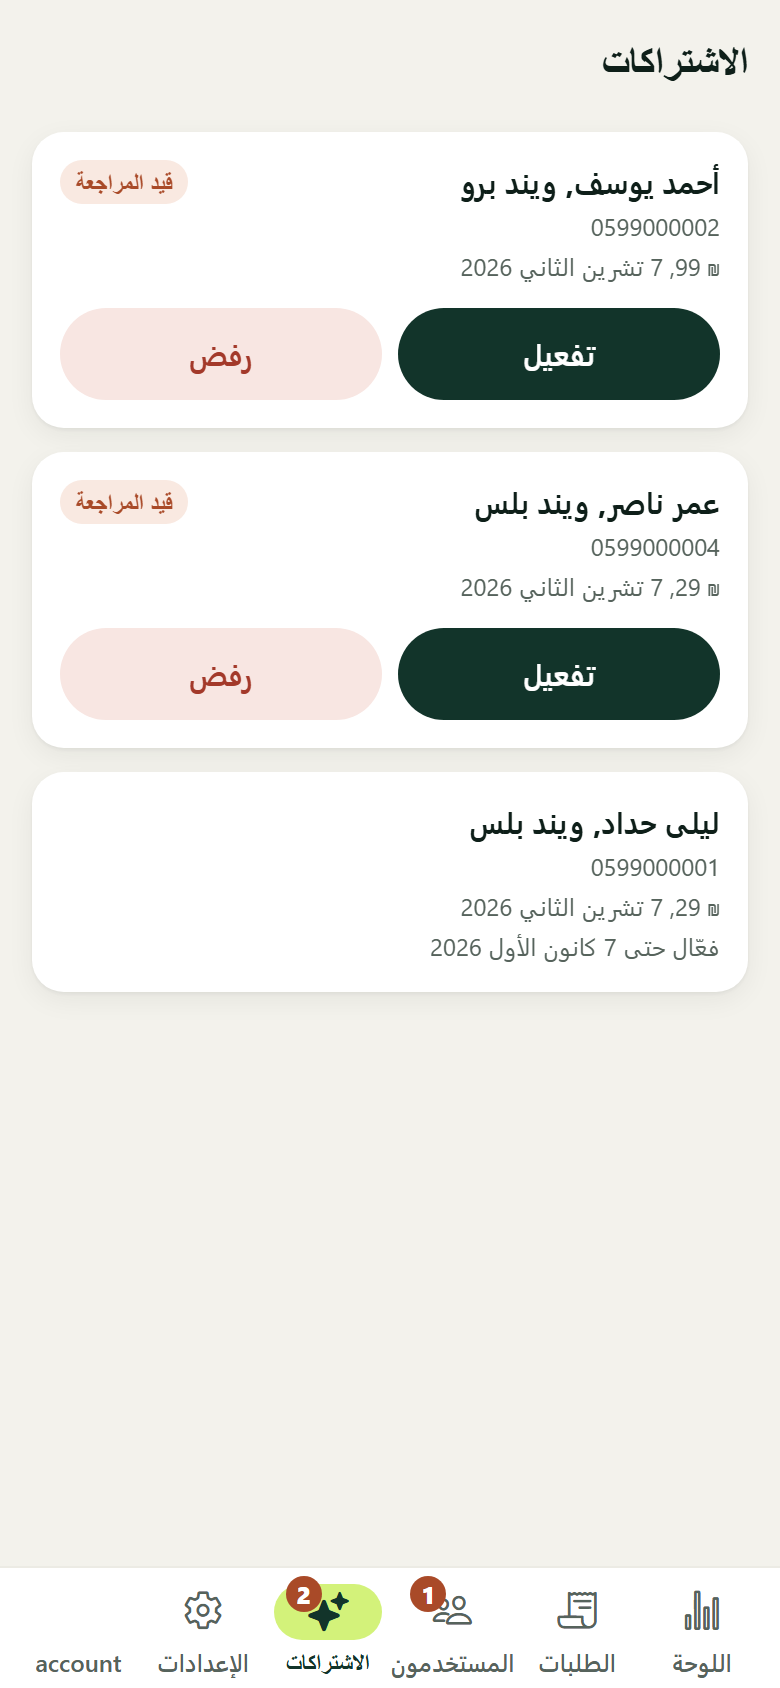 الاشتراكات
أحمد يوسف, ويند برو
قيد المراجعة
0599000002
₪ 99, 7 تشرين الثاني 2026
تفعيل
رفض
عمر ناصر, ويند بلس
قيد المراجعة
0599000004
₪ 29, 7 تشرين الثاني 2026
تفعيل
رفض
ليلى حداد, ويند بلس
0599000001
₪ 29, 7 تشرين الثاني 2026
فعّال حتى 7 كانون الأول 2026
1
2
اللوحة
الطلبات
المستخدمون
الاشتراكات
الإعدادات
account